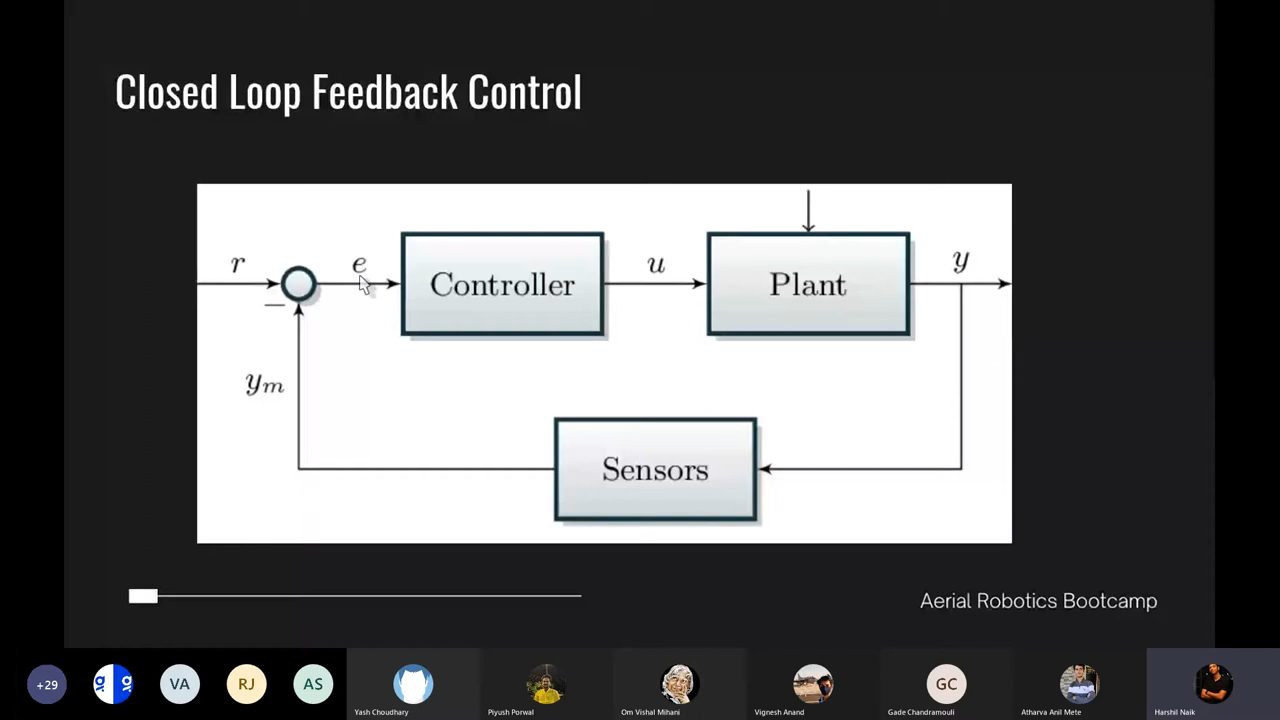 Closed Loop Feedback Control
r
e
Controller
u
Plant
y
−
yₘ
Sensors
Aerial Robotics Bootcamp
+29
VA
RJ
AS
GC
Yash Choudhary
Piyush Porwal
Om Vishal Mihani
Vignesh Anand
Gade Chandramouli
Atharva Anil Mete
Harshil Naik